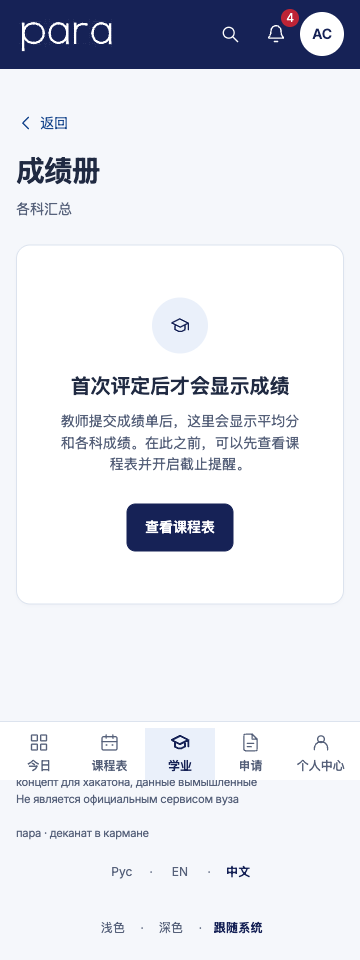 para
4
AC
返回
成绩册
各科汇总
首次评定后才会显示成绩
教师提交成绩单后，这里会显示平均分
和各科成绩。在此之前，可以先查看课
程表并开启截止提醒。
查看课程表
今日 课程表 学业 申请 个人中心
концепт для хакатона, данные вымышленные
Не является официальным сервисом вуза
пара · деканат в кармане
Рус · EN · 中文
浅色 · 深色 · 跟随系统